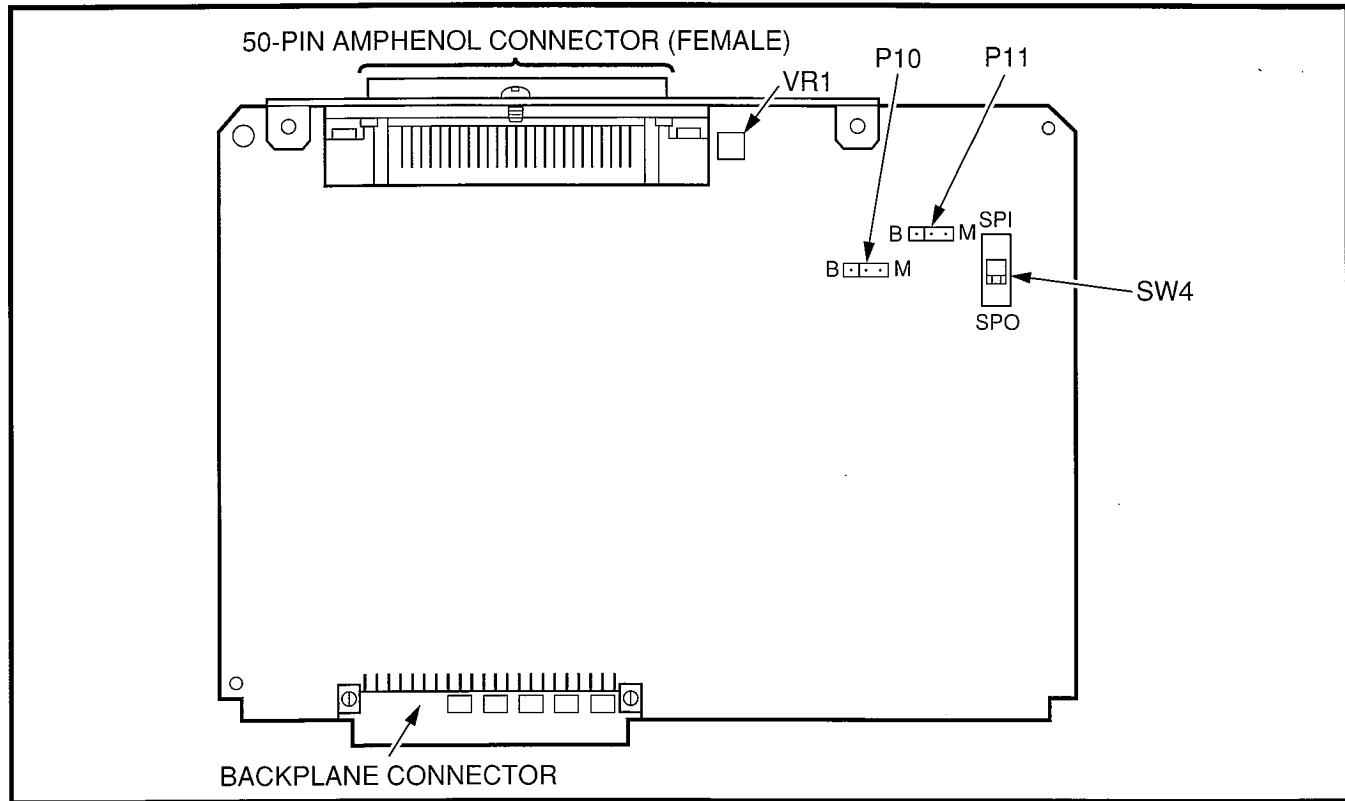 50-PIN AMPHENOL CONNECTOR (FEMALE)
P10
P11
VR1
B M SPI
B M
SW4
SPO
BACKPLANE CONNECTOR